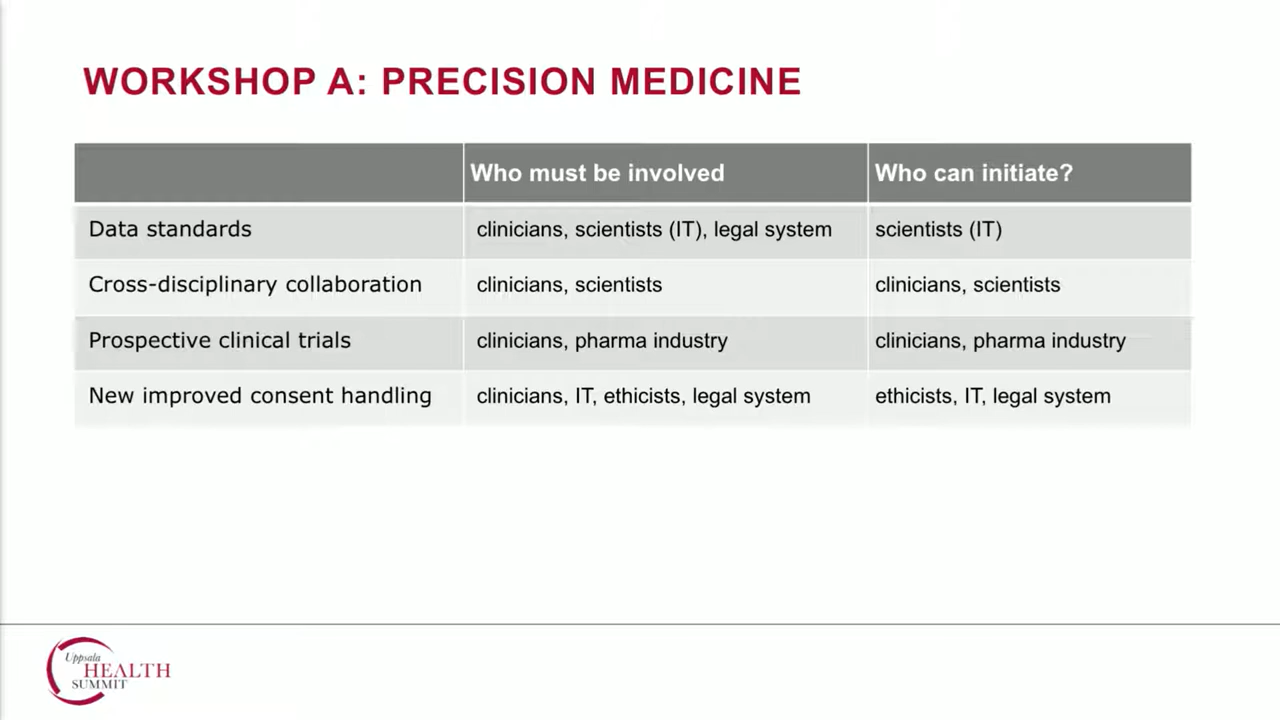 WORKSHOP A: PRECISION MEDICINE
Who must be involved Who can initiate?
Data standards clinicians, scientists (IT), legal system scientists (IT)
Cross-disciplinary collaboration clinicians, scientists clinicians, scientists
Prospective clinical trials clinicians, pharma industry clinicians, pharma industry
New improved consent handling clinicians, IT, ethicists, legal system ethicists, IT, legal system
Uppsala
HEALTH
SUMMIT